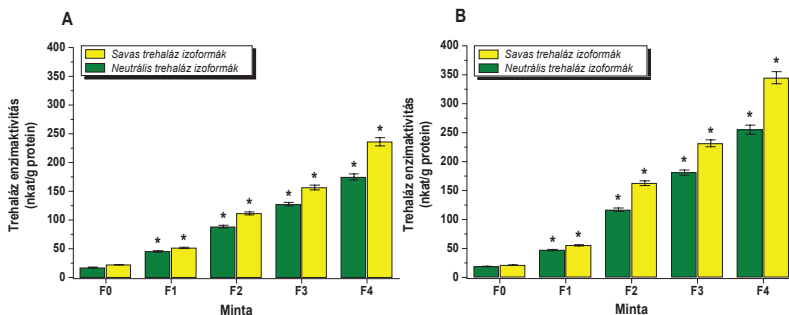 A
Trehaláz enzimaktivitás
(nkat/g protein)
400
350
300
250
200
150
100
50
0
Savas trehaláz izoformák
Neutrális trehaláz izoformák
* * * * * * * *
F0 F1 F2 F3 F4
Minta
B
Trehaláz enzimaktivitás
(nkat/g protein)
400
350
300
250
200
150
100
50
0
Savas trehaláz izoformák
Neutrális trehaláz izoformák
* * * * * * * *
F0 F1 F2 F3 F4
Minta